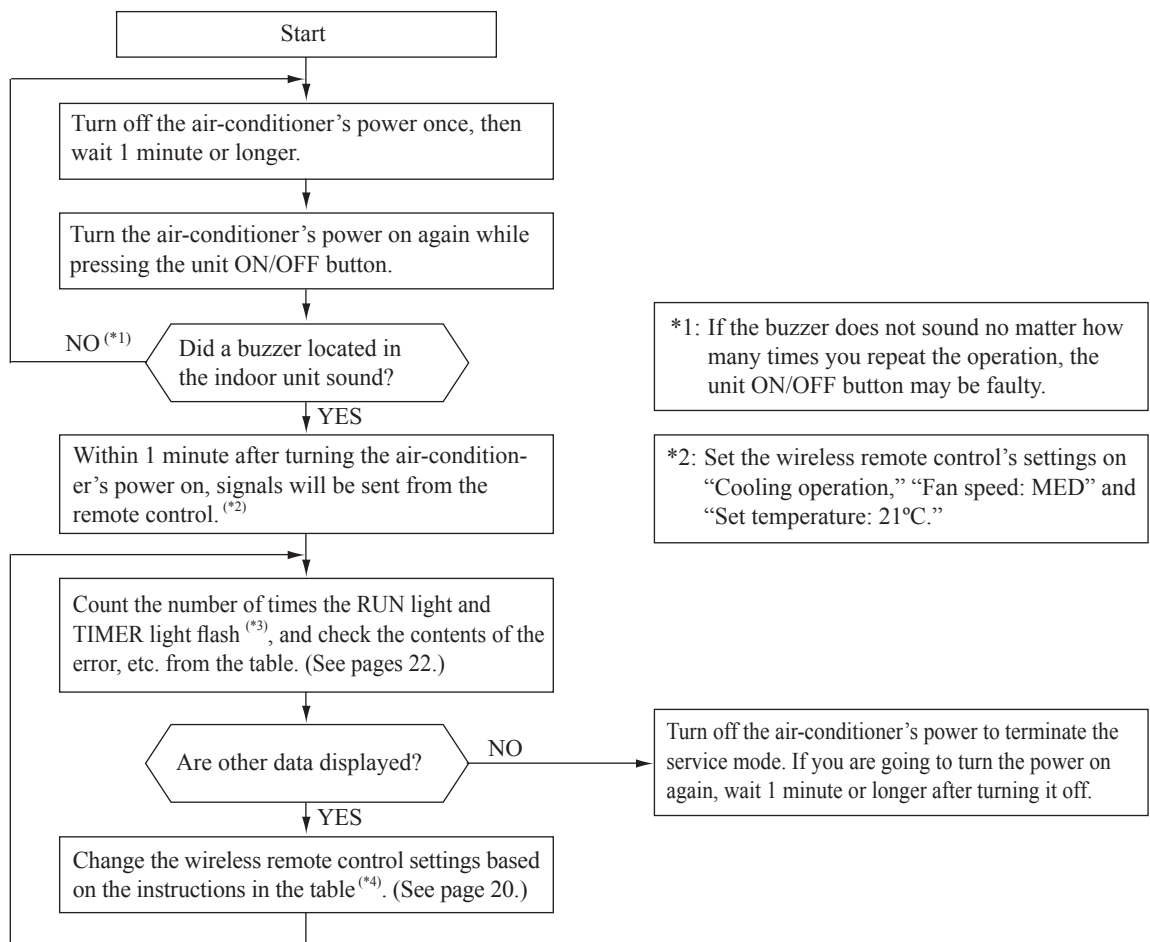 Start
Turn off the air-conditioner’s power once, then
wait 1 minute or longer.
Turn the air-conditioner’s power on again while
pressing the unit ON/OFF button.
NO (*1)
Did a buzzer located in
the indoor unit sound?
YES
Within 1 minute after turning the air-condition-
er’s power on, signals will be sent from the
remote control. (*2)
Count the number of times the RUN light and
TIMER light flash (*3), and check the contents of the
error, etc. from the table. (See pages 22.)
Are other data displayed?
NO
Turn off the air-conditioner’s power to terminate the
service mode. If you are going to turn the power on
again, wait 1 minute or longer after turning it off.
YES
Change the wireless remote control settings based
on the instructions in the table (*4). (See page 20.)
*1: If the buzzer does not sound no matter how
many times you repeat the operation, the
unit ON/OFF button may be faulty.
*2: Set the wireless remote control’s settings on
“Cooling operation,” “Fan speed: MED” and
“Set temperature: 21ºC.”